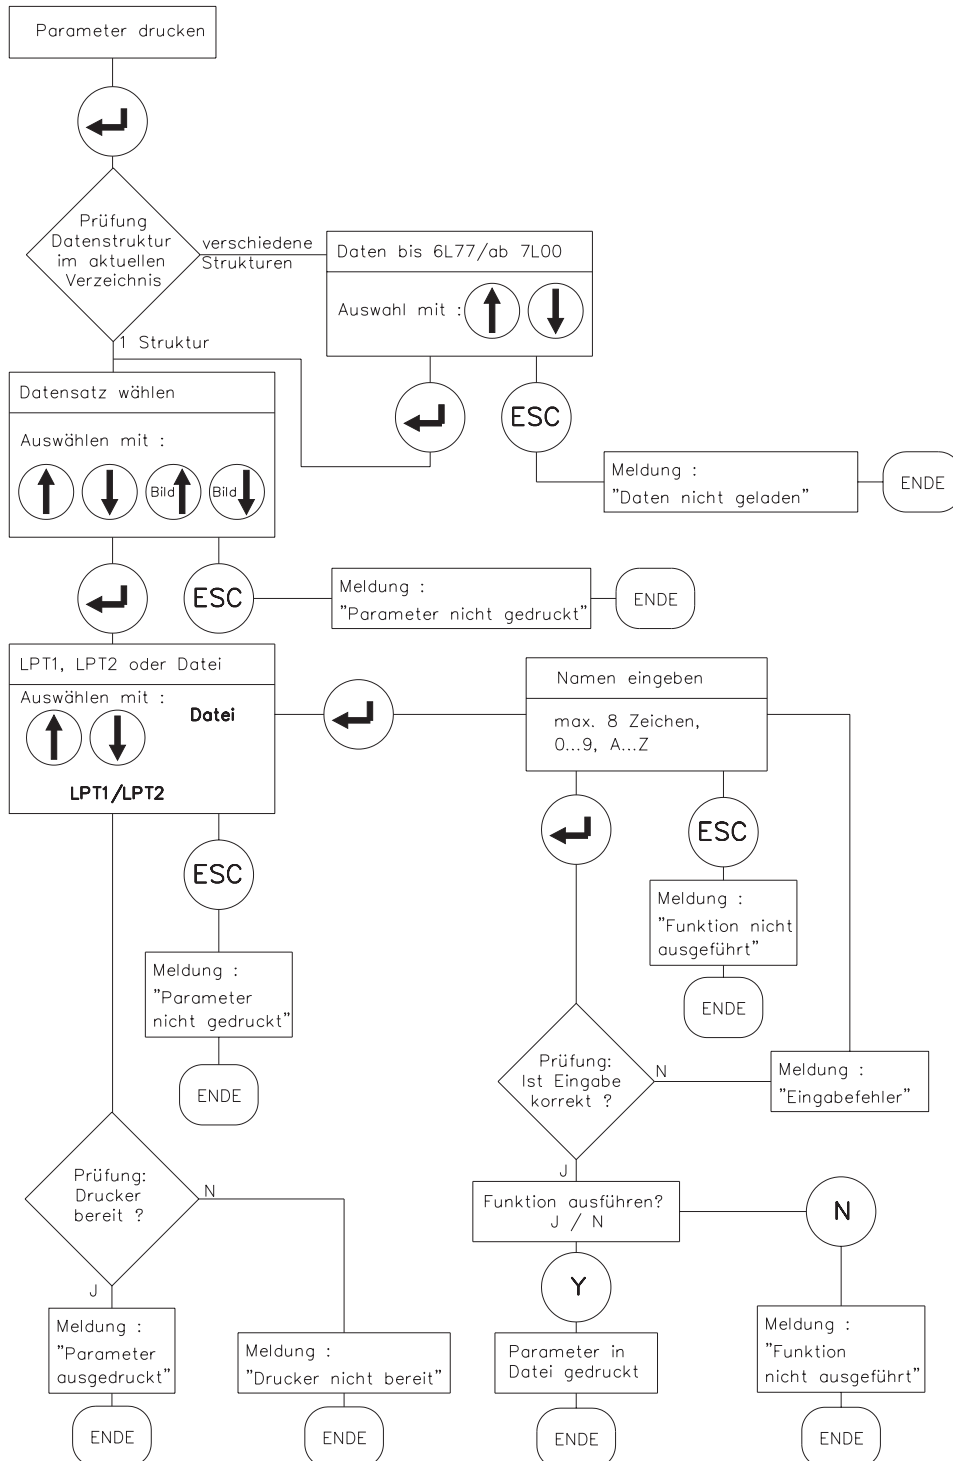 Parameter drucken
Prüfung
Datenstruktur
im aktuellen
Verzeichnis
verschiedene
Strukturen
Daten bis 6L77/ab 7L00
Auswahl mit :
1 Struktur
Datensatz wählen
Auswählen mit :
Bild
Bild
ESC
Meldung :
"Daten nicht geladen"
ENDE
ESC
Meldung :
"Parameter nicht gedruckt"
ENDE
LPT1, LPT2 oder Datei
Auswählen mit :
Datei
LPT1/LPT2
Namen eingeben
max. 8 Zeichen,
0...9, A...Z
ESC
Meldung :
"Parameter
nicht gedruckt"
ENDE
ESC
Meldung :
"Funktion nicht
ausgeführt"
ENDE
Prüfung:
Ist Eingabe
korrekt ?
N
Meldung :
"Eingabefehler"
J
Prüfung:
Drucker
bereit ?
N
J
Funktion ausführen?
J / N
N
Y
Meldung :
"Parameter
ausgedruckt"
ENDE
Meldung :
"Drucker nicht bereit"
ENDE
Parameter in
Datei gedruckt
ENDE
Meldung :
"Funktion
nicht ausgeführt"
ENDE